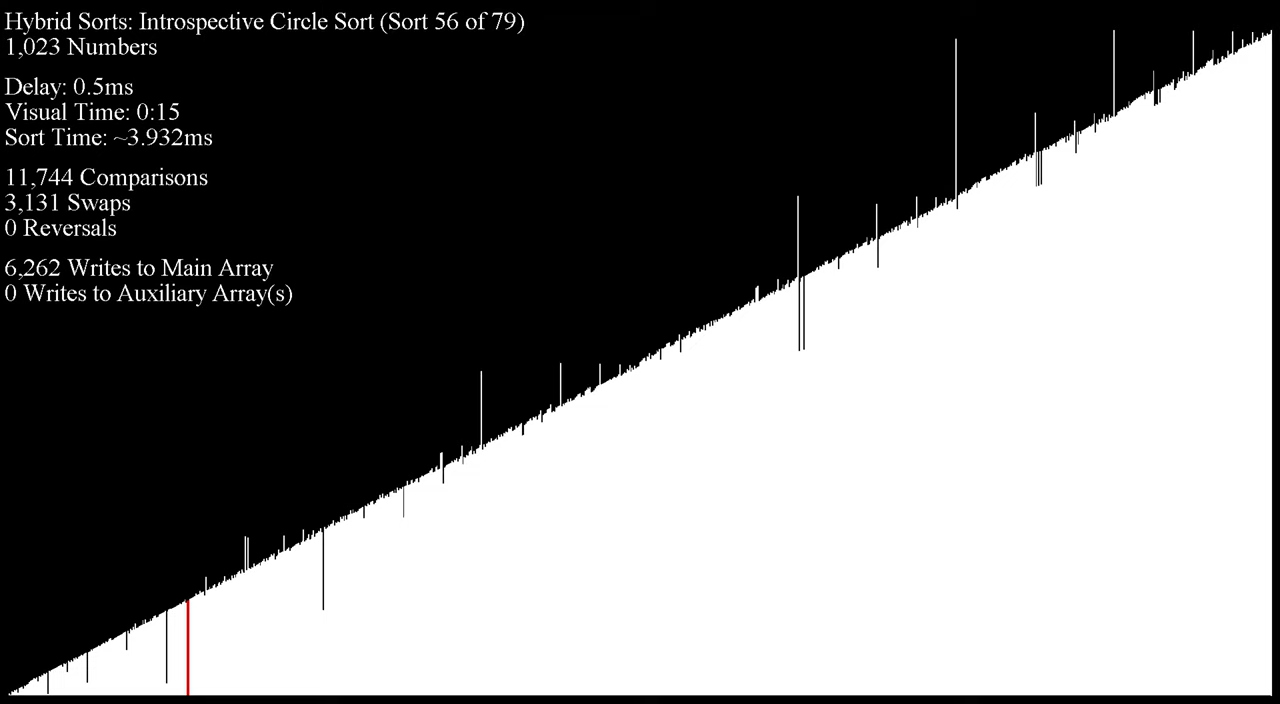 Hybrid Sorts: Introspective Circle Sort (Sort 56 of 79)
1,023 Numbers
Delay: 0.5ms
Visual Time: 0:15
Sort Time: ~3.932ms
11,744 Comparisons
3,131 Swaps
0 Reversals
6,262 Writes to Main Array
0 Writes to Auxiliary Array(s)